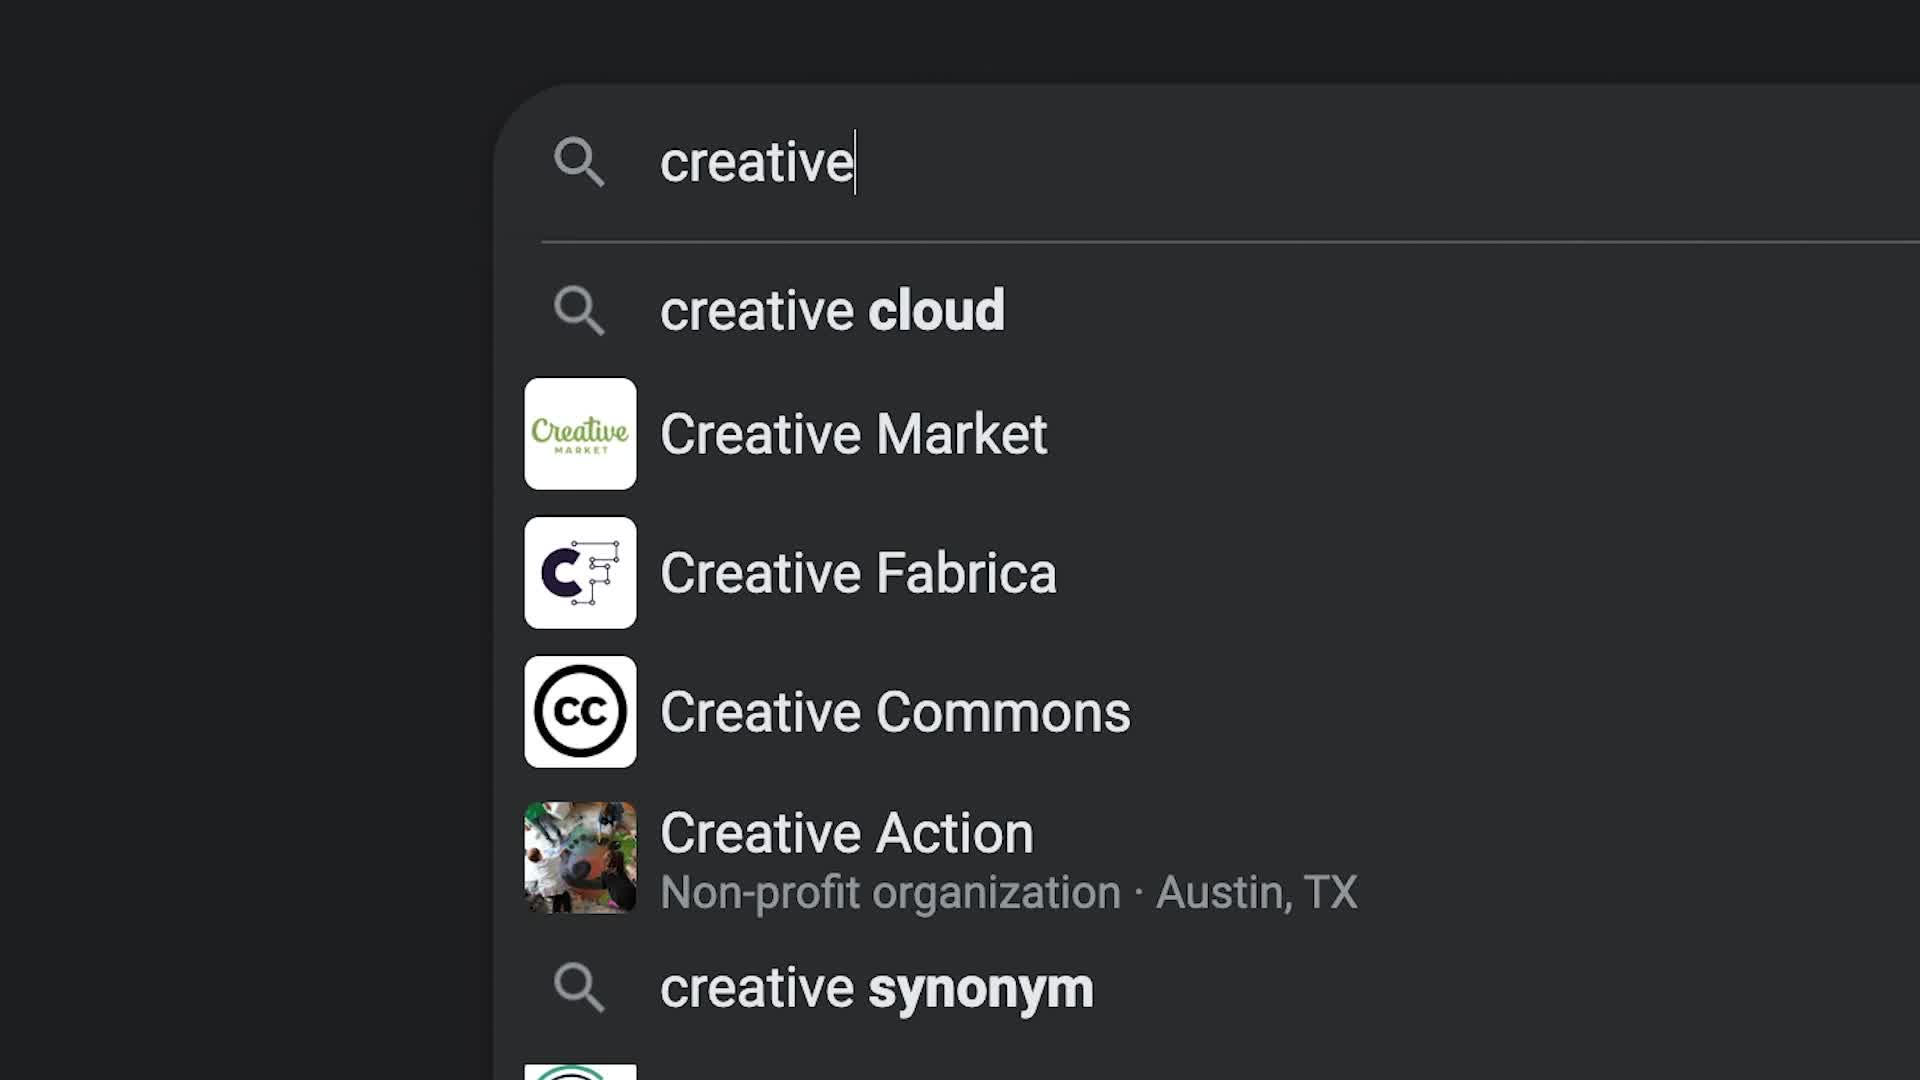 creative
creative cloud
Creative
MARKET
Creative Market
CF
Creative Fabrica
cc
Creative Commons
Creative Action
Non-profit organization · Austin, TX
creative synonym